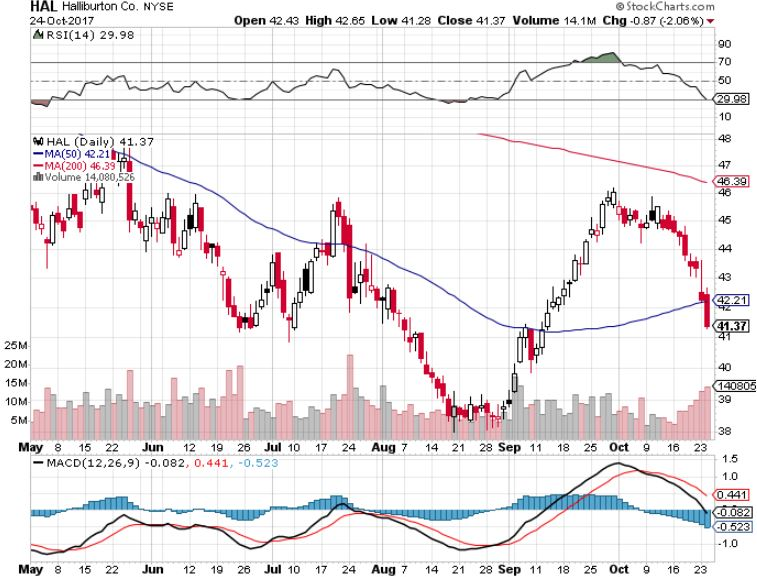 HAL Halliburton Co. NYSE
© StockCharts.com
24-Oct-2017
Open 42.43 High 42.65 Low 41.28 Close 41.37 Volume 14.1M Chg -0.87 (-2.06%)
RSI(14) 29.98
90
70
50
29.98
10
HAL (Daily) 41.37
MA(50) 42.21
MA(200) 46.39
Volume 14,080,526
48
47
46.39
46
45
44
43
42.21
42
41.37
41
40
39
38
25M
20M
15M
10M
5M
140805
May 8 15 22 Jun 12 19 26 Jul 10 17 24 Aug 7 14 21 28 Sep 11 18 25 Oct 9 16 23
MACD(12,26,9) -0.082, 0.441, -0.523
1.5
1.0
0.441
-0.082
-0.523
-1.0
May 8 15 22 Jun 12 19 26 Jul 10 17 24 Aug 7 14 21 28 Sep 11 18 25 Oct 9 16 23